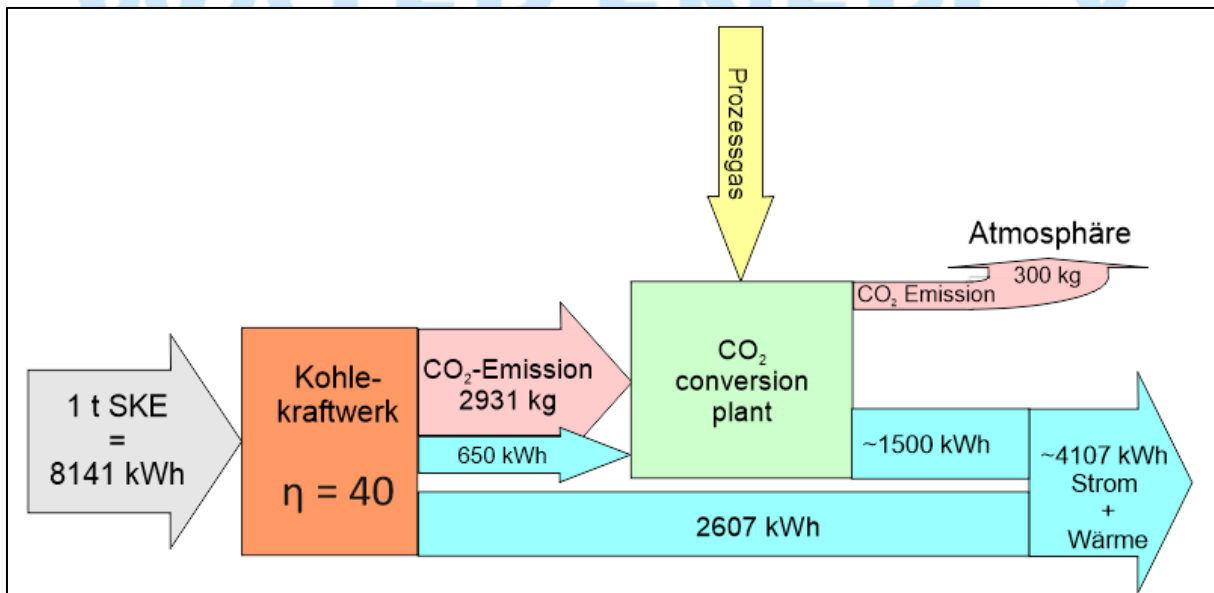 Prozessgas
Atmosphäre
300 kg
CO₂ Emission
1 t SKE
=
8141 kWh
Kohle-
kraftwerk
η = 40
CO₂-Emission
2931 kg
650 kWh
CO₂
conversion
plant
~1500 kWh
2607 kWh
~4107 kWh
Strom
+
Wärme